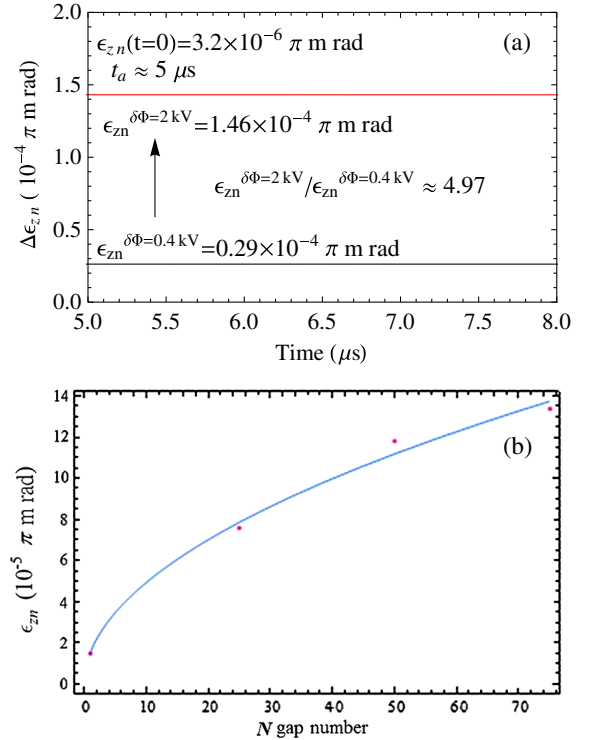 2.0
ϵ_{zn}(t=0)=3.2×10⁻⁶ π m rad (a)
t_a ≈ 5 μs
1.5
ϵ_{zn}^{δΦ=2 kV}=1.46×10⁻⁴ π m rad
1.0
ϵ_{zn}^{δΦ=2 kV}/ϵ_{zn}^{δΦ=0.4 kV} ≈ 4.97
0.5
ϵ_{zn}^{δΦ=0.4 kV}=0.29×10⁻⁴ π m rad
0.0
Δϵ_{zn} (10⁻⁴ π m rad)
5.0 5.5 6.0 6.5 7.0 7.5 8.0
Time (μs)
14
12
(b)
10
8
6
4
2
0
ϵ_{zn} (10⁻⁵ π m rad)
0 10 20 30 40 50 60 70
N gap number